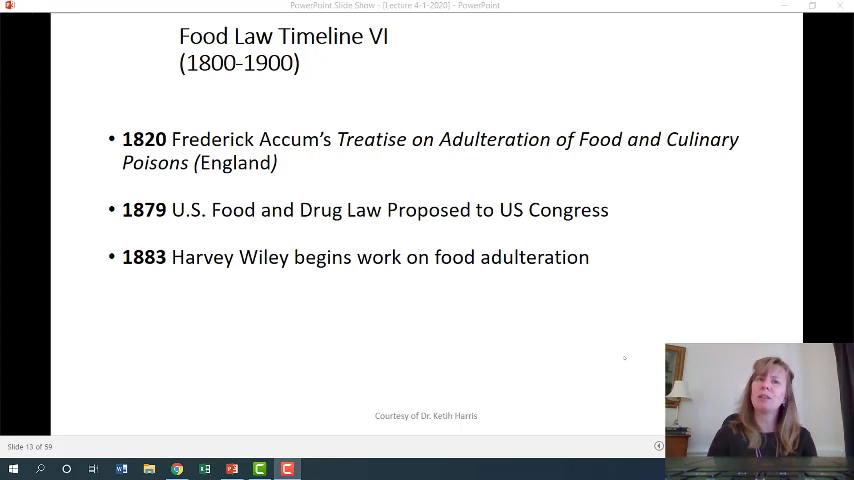 PowerPoint Slide Show - [Lecture 4-1-2020] - PowerPoint
Food Law Timeline VI
(1800-1900)
• 1820 Frederick Accum's Treatise on Adulteration of Food and Culinary
Poisons (England)
• 1879 U.S. Food and Drug Law Proposed to US Congress
• 1883 Harvey Wiley begins work on food adulteration
Courtesy of Dr. Ketih Harris
Slide 13 of 59